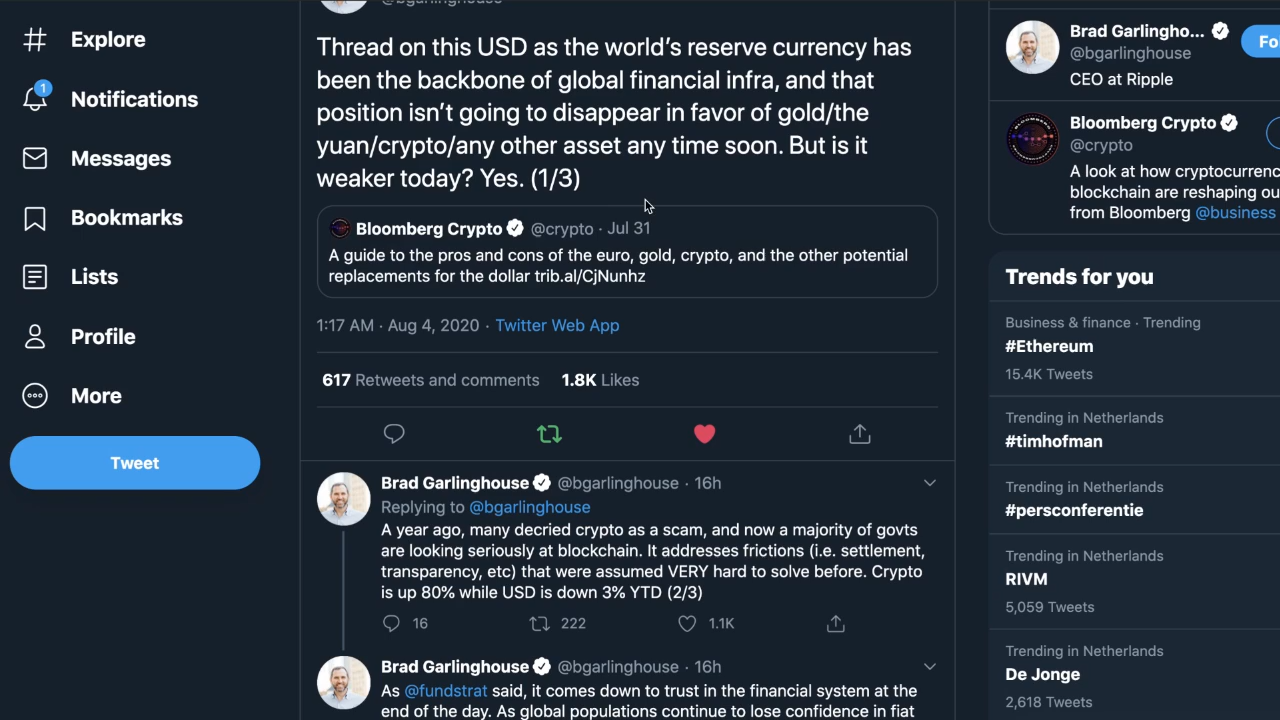 Explore
1
Notifications
Messages
Bookmarks
Lists
Profile
More
Tweet
@bgarlinghouse
Thread on this USD as the world’s reserve currency has
been the backbone of global financial infra, and that
position isn’t going to disappear in favor of gold/the
yuan/crypto/any other asset any time soon. But is it
weaker today? Yes. (1/3)
Bloomberg Crypto @crypto · Jul 31
A guide to the pros and cons of the euro, gold, crypto, and the other potential
replacements for the dollar trib.al/CjNunhz
1:17 AM · Aug 4, 2020 · Twitter Web App
617 Retweets and comments 1.8K Likes
Brad Garlinghouse @bgarlinghouse · 16h
Replying to @bgarlinghouse
A year ago, many decried crypto as a scam, and now a majority of govts
are looking seriously at blockchain. It addresses frictions (i.e. settlement,
transparency, etc) that were assumed VERY hard to solve before. Crypto
is up 80% while USD is down 3% YTD (2/3)
16 222 1.1K
Brad Garlinghouse @bgarlinghouse · 16h
As @fundstrat said, it comes down to trust in the financial system at the
end of the day. As global populations continue to lose confidence in fiat
Brad Garlingho...
@bgarlinghouse
CEO at Ripple
Fo
Bloomberg Crypto
@crypto
A look at how cryptocurrenc
blockchain are reshaping ou
from Bloomberg @business
Trends for you
Business & finance · Trending
#Ethereum
15.4K Tweets
Trending in Netherlands
#timhofman
Trending in Netherlands
#persconferentie
Trending in Netherlands
RIVM
5,059 Tweets
Trending in Netherlands
De Jonge
2,618 Tweets